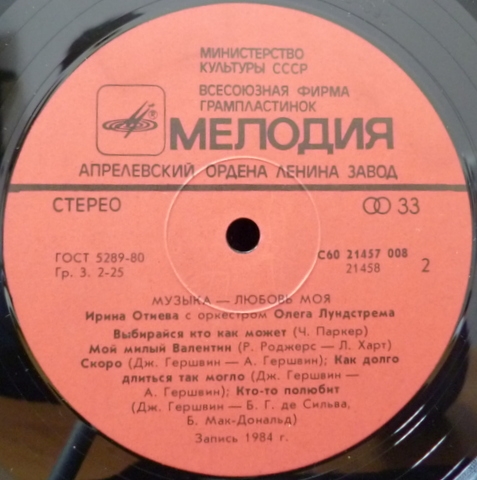 МИНИСТЕРСТВО
КУЛЬТУРЫ СССР
ВСЕСОЮЗНАЯ ФИРМА
ГРАМПЛАСТИНОК
МЕЛОДИЯ
АПРЕЛЕВСКИЙ ОРДЕНА ЛЕНИНА ЗАВОД
СТЕРЕО
33
ГОСТ 5289-80
Гр. 3. 2-25
С60 21457 008
21458
2
МУЗЫКА — ЛЮБОВЬ МОЯ
Ирина Отиева с оркестром Олега Лундстрема
Выбирайся кто как может (Ч. Паркер)
Мой милый Валентин (Р. Роджерс — Л. Харт)
Скоро (Дж. Гершвин — А. Гершвин); Как долго
длиться так могло (Дж. Гершвин —
А. Гершвин); Кто-то полюбит
(Дж. Гершвин — Б. Г. де Сильва,
Б. Мак-Дональд)
Запись 1984 г.